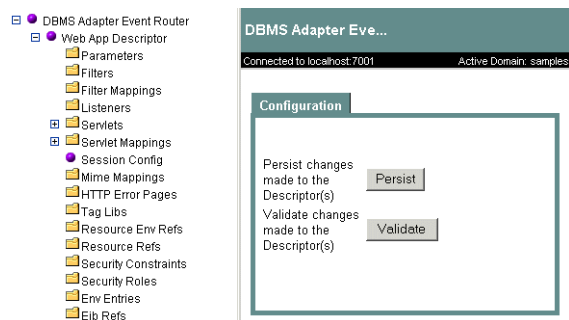 DBMS Adapter Event Router
Web App Descriptor
Parameters
Filters
Filter Mappings
Listeners
Servlets
Servlet Mappings
Session Config
Mime Mappings
HTTP Error Pages
Tag Libs
Resource Env Refs
Resource Refs
Security Constraints
Security Roles
Env Entries
Ejb Refs
DBMS Adapter Eve...
Connected to localhost:7001 Active Domain: samples
Configuration
Persist changes
made to the
Descriptor(s)
Persist
Validate changes
made to the
Descriptor(s)
Validate